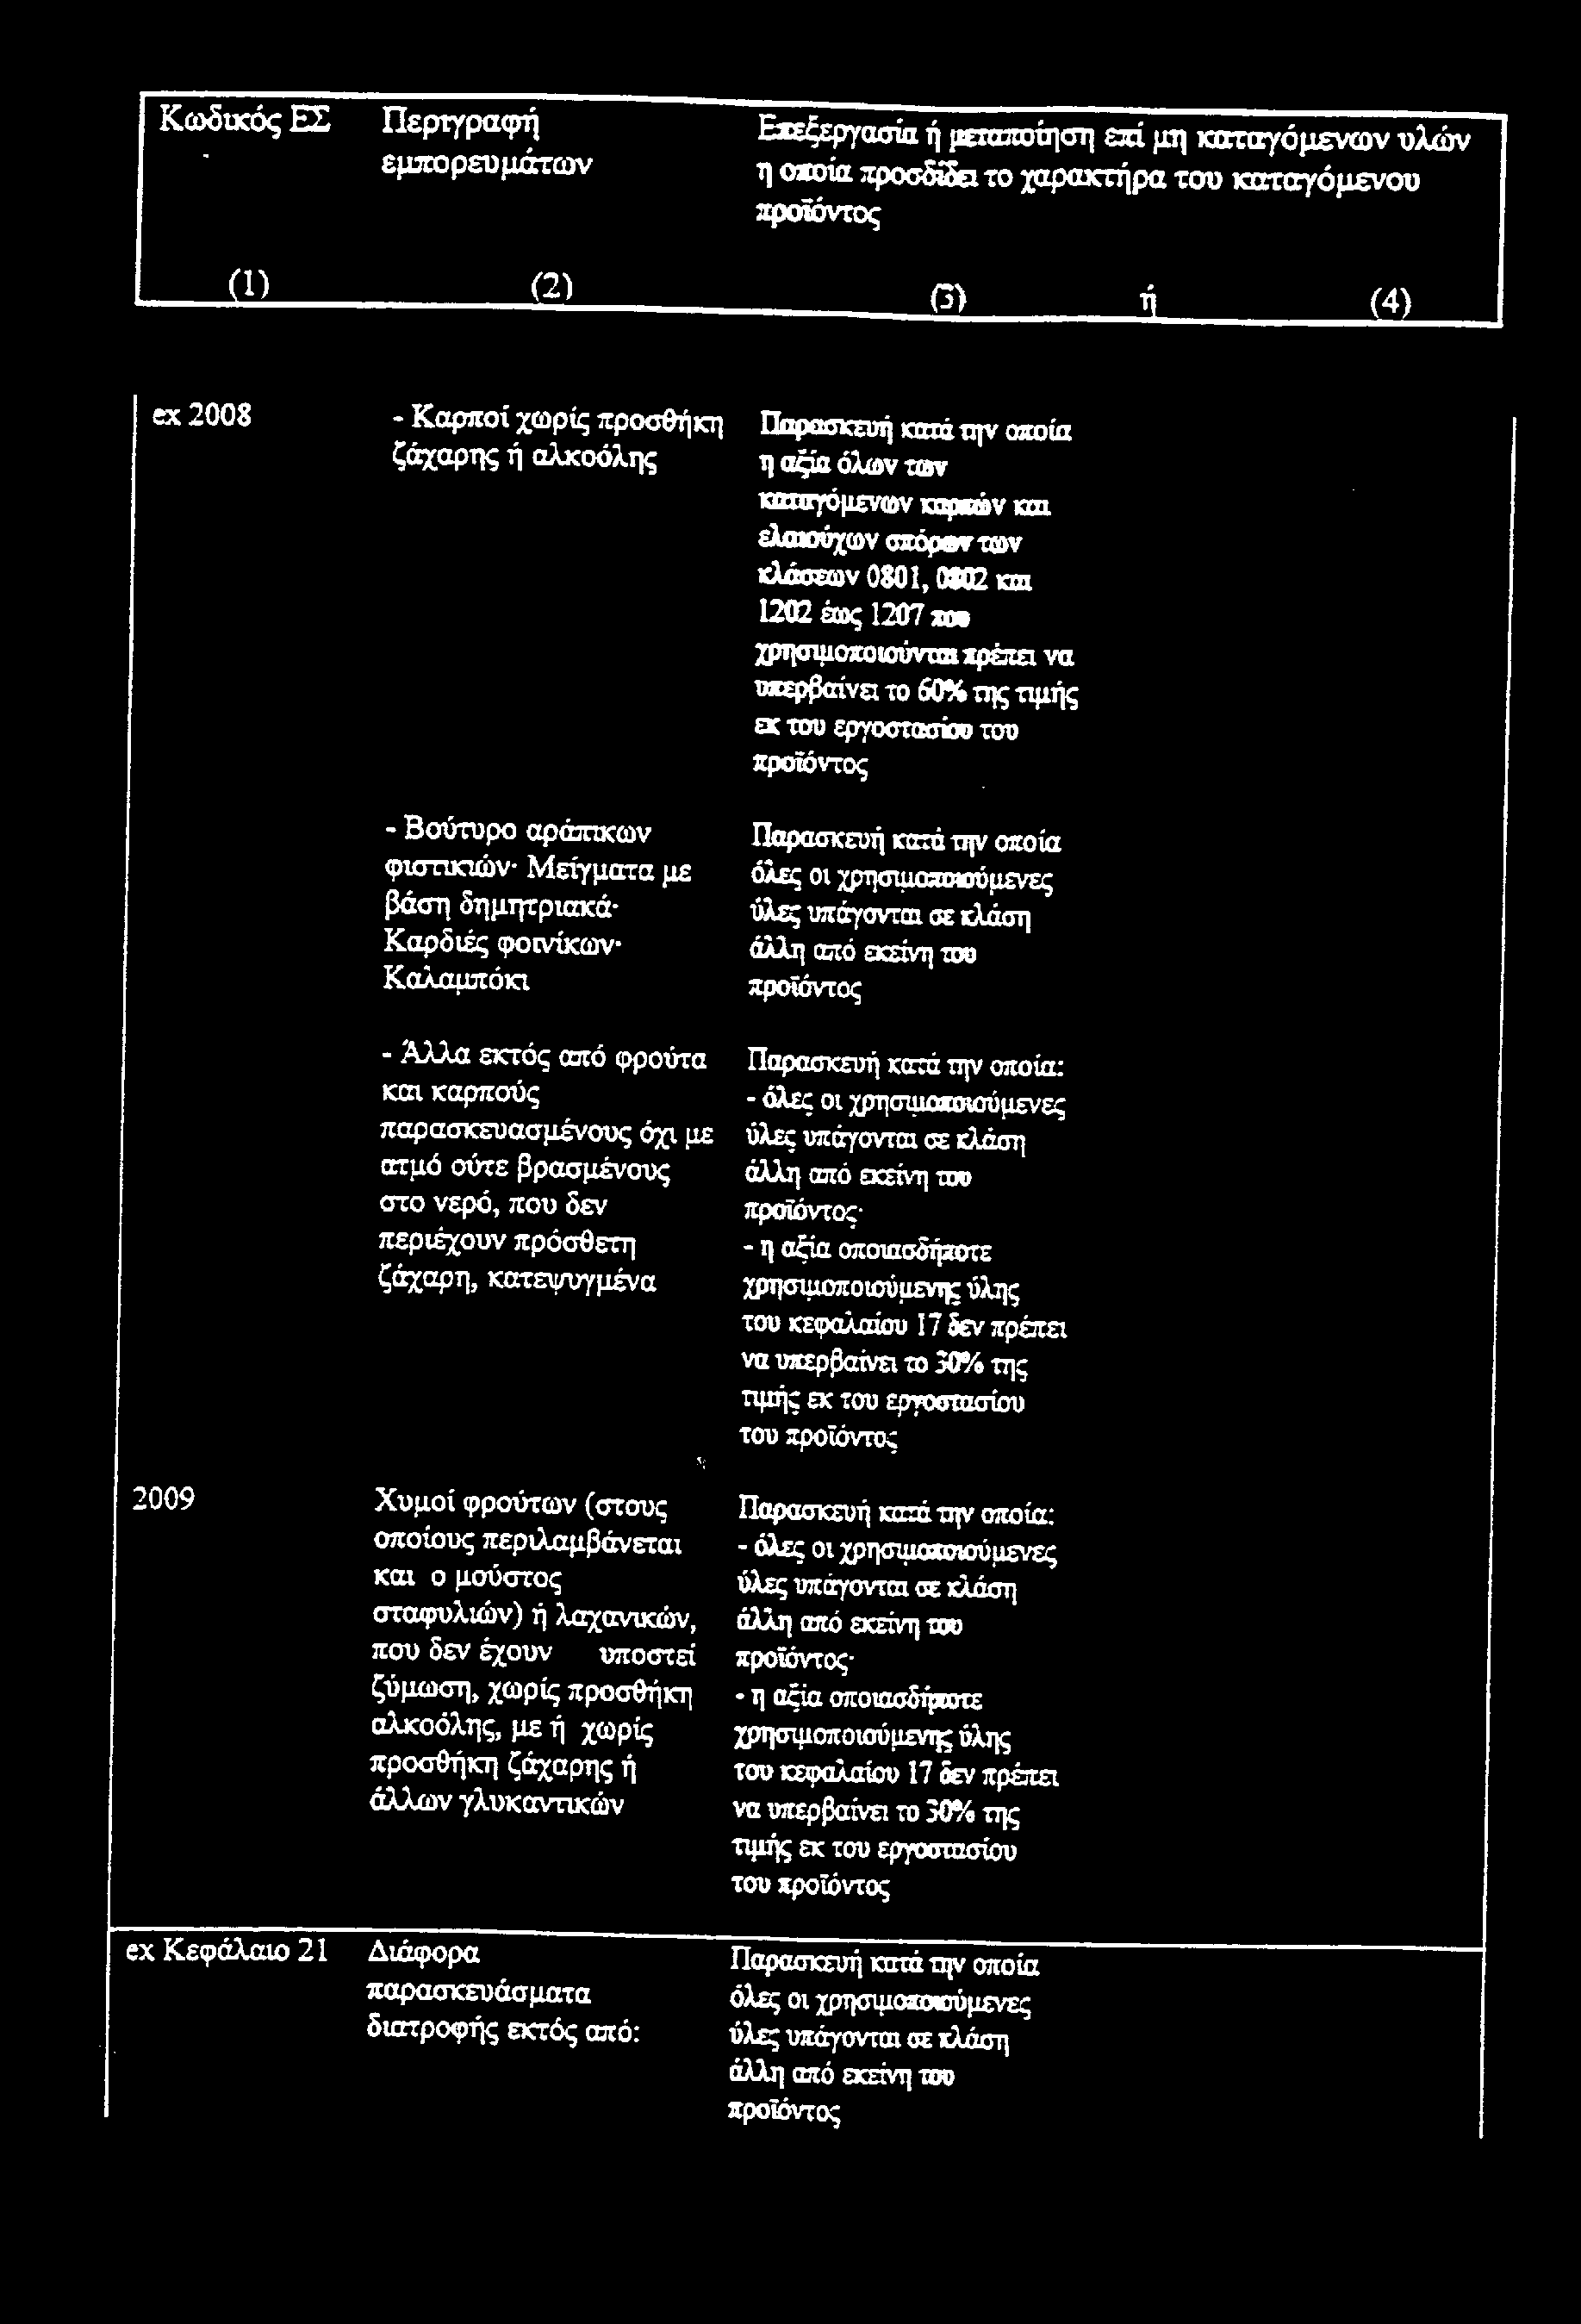 Κωδικός ΕΣ
Περιγραφή
εμπορευμάτων
Επεξεργασία ή μεταποίηση επί μη καταγόμενων υλών
η οποία προσδίδει το χαρακτήρα του καταγόμενου
προϊόντος
(1)
(2)
(3) ή (4)
ex 2008
- Καρποί χωρίς προσθήκη
ζάχαρης ή αλκοόλης
Παρασκευή κατά την οποία
η αξία όλων των
καταγόμενων καρπών και
ελαιούχων σπόρων των
κλάσεων 0801, 0802 και
1202 έως 1207 που
χρησιμοποιούνται πρέπει να
υπερβαίνει το 60% της τιμής
εκ του εργοστασίου του
προϊόντος
- Βούτυρο αράπικων
φιστικιών· Μείγματα με
βάση δημητριακά·
Καρδιές φοινίκων·
Καλαμπόκι
Παρασκευή κατά την οποία
όλες οι χρησιμοποιούμενες
ύλες υπάγονται σε κλάση
άλλη από εκείνη του
προϊόντος
- Άλλα εκτός από φρούτα
και καρπούς
παρασκευασμένους όχι με
ατμό ούτε βρασμένους
στο νερό, που δεν
περιέχουν πρόσθετη
ζάχαρη, κατεψυγμένα
Παρασκευή κατά την οποία:
- όλες οι χρησιμοποιούμενες
ύλες υπάγονται σε κλάση
άλλη από εκείνη του
προϊόντος·
- η αξία οποιασδήποτε
χρησιμοποιούμενης ύλης
του κεφαλαίου 17 δεν πρέπει
να υπερβαίνει το 30% της
τιμής εκ του εργοστασίου
του προϊόντος
2009
Χυμοί φρούτων (στους
οποίους περιλαμβάνεται
και ο μούστος
σταφυλιών) ή λαχανικών,
που δεν έχουν υποστεί
ζύμωση, χωρίς προσθήκη
αλκοόλης, με ή χωρίς
προσθήκη ζάχαρης ή
άλλων γλυκαντικών
Παρασκευή κατά την οποία:
- όλες οι χρησιμοποιούμενες
ύλες υπάγονται σε κλάση
άλλη από εκείνη του
προϊόντος·
- η αξία οποιασδήποτε
χρησιμοποιούμενης ύλης
του κεφαλαίου 17 δεν πρέπει
να υπερβαίνει το 30% της
τιμής εκ του εργοστασίου
του προϊόντος
ex Κεφάλαιο 21
Διάφορα
παρασκευάσματα
διατροφής εκτός από:
Παρασκευή κατά την οποία
όλες οι χρησιμοποιούμενες
ύλες υπάγονται σε κλάση
άλλη από εκείνη του
προϊόντος